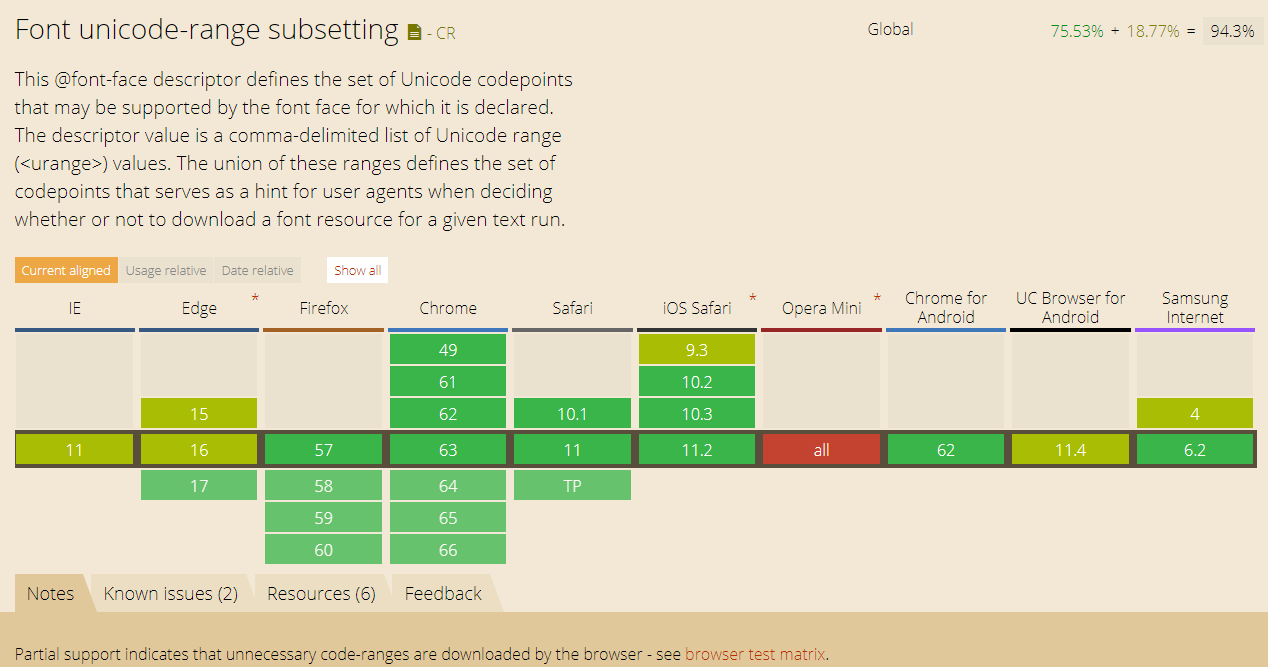 Font unicode-range subsetting - CR
Global 75.53% + 18.77% = 94.3%
This @font-face descriptor defines the set of Unicode codepoints
that may be supported by the font face for which it is declared.
The descriptor value is a comma-delimited list of Unicode range
(<urange>) values. The union of these ranges defines the set of
codepoints that serves as a hint for user agents when deciding
whether or not to download a font resource for a given text run.
Current aligned Usage relative Date relative Show all
IE Edge * Firefox Chrome Safari iOS Safari * Opera Mini * Chrome for Android UC Browser for Android Samsung Internet
49 9.3
61 10.2
15 62 10.1 10.3 4
11 16 57 63 11 11.2 all 62 11.4 6.2
17 58 64 TP
59 65
60 66
Notes Known issues (2) Resources (6) Feedback
Partial support indicates that unnecessary code-ranges are downloaded by the browser - see browser test matrix.